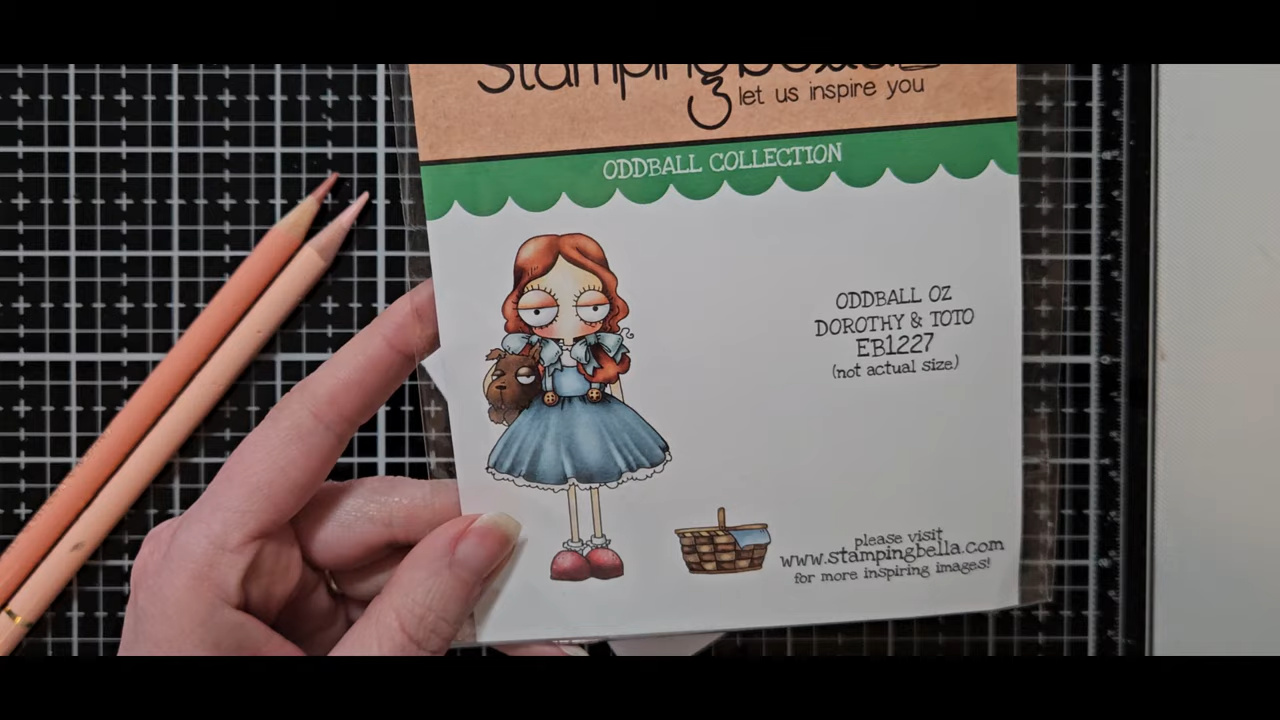 Stampingbella
let us inspire you
ODDBALL COLLECTION
ODDBALL OZ
DOROTHY & TOTO
EB1227
(not actual size)
please visit
www.stampingbella.com
for more inspiring images!